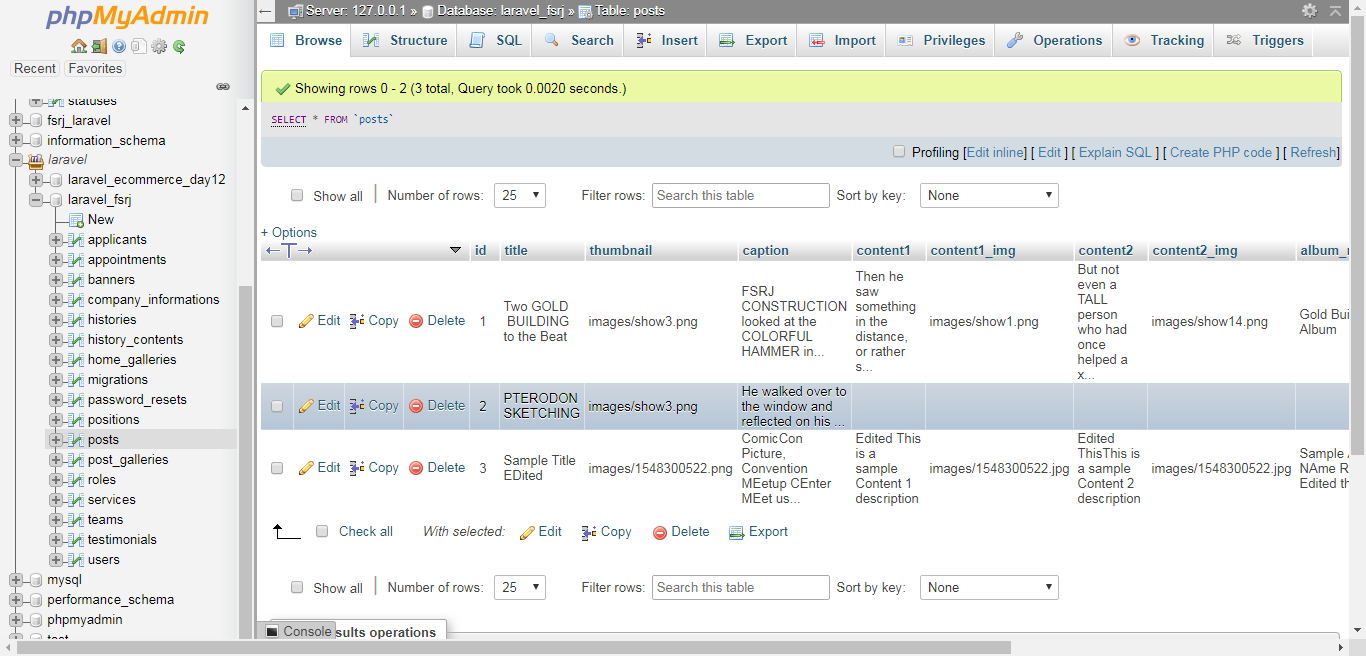 phpMyAdmin
Recent Favorites
statuses
fsrj_laravel
information_schema
laravel
laravel_ecommerce_day12
laravel_fsrj
New
applicants
appointments
banners
company_informations
histories
history_contents
home_galleries
migrations
password_resets
positions
posts
post_galleries
roles
services
teams
testimonials
users
mysql
performance_schema
phpmyadmin
Server: 127.0.0.1 » Database: laravel_fsrj » Table: posts
Browse Structure SQL Search Insert Export Import Privileges Operations Tracking Triggers
Showing rows 0 - 2 (3 total, Query took 0.0020 seconds.)
SELECT * FROM `posts`
Profiling [Edit inline] [ Edit ] [ Explain SQL ] [ Create PHP code ] [ Refresh]
Show all | Number of rows: 25 Filter rows: Search this table Sort by key: None
+ Options
←T→ id title thumbnail caption content1 content1_img content2 content2_img album_
Edit Copy Delete 1
Two GOLD
BUILDING
to the Beat
images/show3.png
FSRJ
CONSTRUCTION
looked at the
COLORFUL
HAMMER in...
Then he
saw
something
in the
distance,
or rather
s...
images/show1.png
But not
even a
TALL
person
who had
once
helped a
x...
images/show14.png
Gold Bui
Album
Edit Copy Delete 2
PTERODON
SKETCHING
images/show3.png
He walked over to
the window and
reflected on his ...
Edit Copy Delete 3
Sample Title
EDited
images/1548300522.png
ComicCon
Picture,
Convention
MEetup CEnter
MEet us...
Edited This
is a
sample
Content 1
description
images/1548300522.jpg
Edited
ThisThis is
a sample
Content 2
description
images/1548300522.jpg
Sample A
NAme R
Edited th
Check all With selected: Edit Copy Delete Export
Show all | Number of rows: 25 Filter rows: Search this table Sort by key: None
Console sults operations